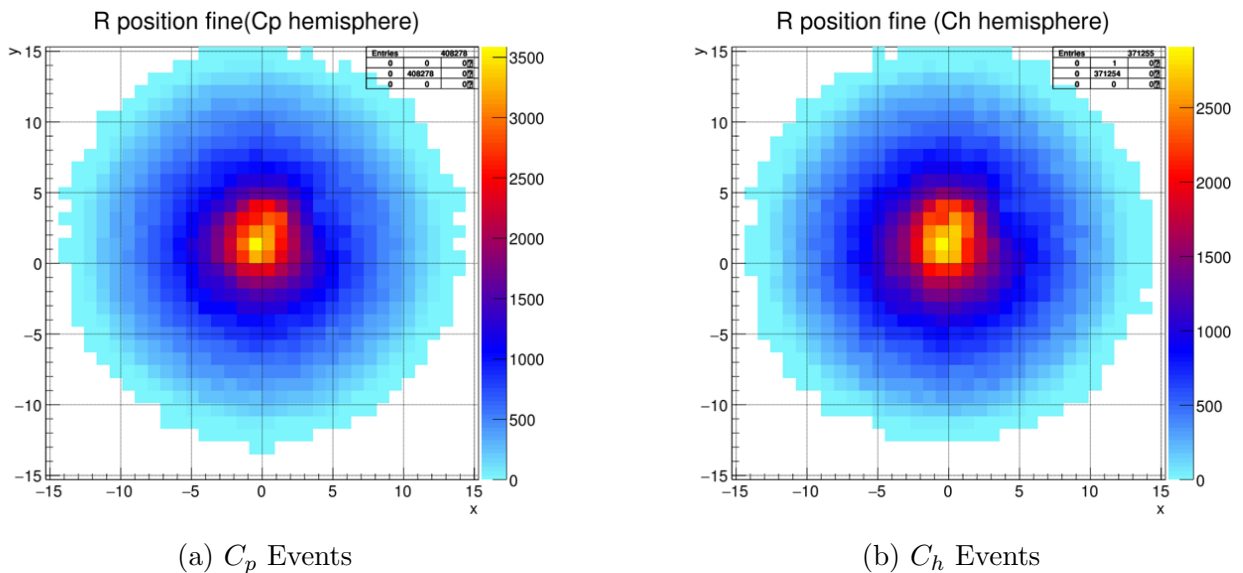 R position fine(Cp hemisphere)
y
15
10
5
0
−5
−10
−15
−15 −10 −5 0 5 10 15
x
Entries 408278
0 0 0
0 408278 0
0 0 0
3500
3000
2500
2000
1500
1000
500
0
(a) Cp Events
R position fine (Ch hemisphere)
y
15
10
5
0
−5
−10
−15
−15 −10 −5 0 5 10 15
x
Entries 371255
0 1 0
0 371254 0
0 0 0
2500
2000
1500
1000
500
0
(b) Ch Events